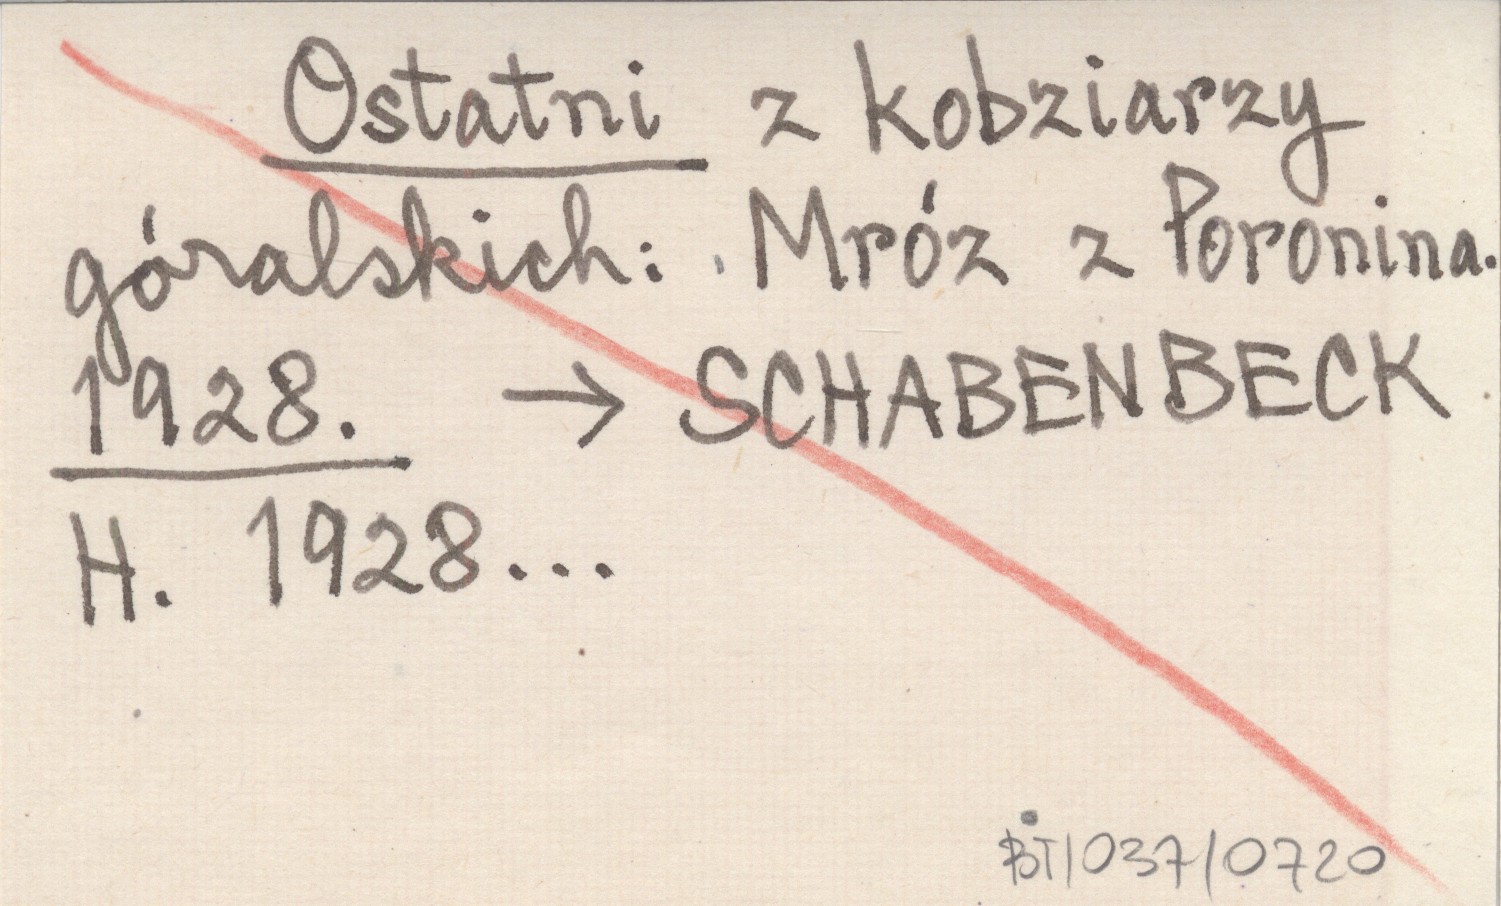 Ostatni z kobziarzy
góralskich: Mróz z Poronina.
1928. → SCHABENBECK
H. 1928...
BT/037/0720